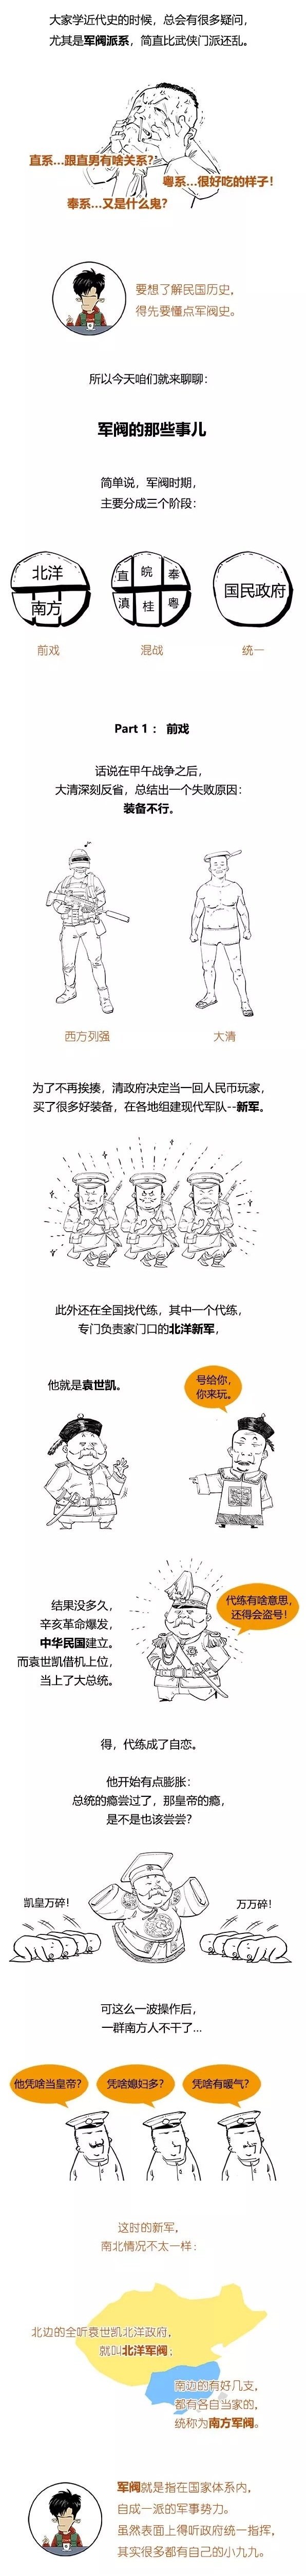 大家学近代史的时候，总会有很多疑问，
尤其是军阀派系，简直比武侠门派还乱。
直系...跟直男有啥关系?
粤系...很好吃的样子!
奉系...又是什么鬼?
要想了解民国历史，
得先要懂点军阀史。
所以今天咱们就来聊聊：
军阀的那些事儿
简单说，军阀时期，
主要分成三个阶段：
北洋
南方
直 皖 奉
滇 桂 粤
国民政府
前戏
混战
统一
Part 1 ： 前戏
话说在甲午战争之后，
大清深刻反省，总结出一个失败原因：
装备不行。
西方列强
大清
为了不再挨揍，清政府决定当一回人民币玩家，
买了很多好装备，在各地组建现代军队--新军。
此外还在全国找代练，其中一个代练，
专门负责家门口的北洋新军，
他就是袁世凯。
号给你，
你来玩。
结果没多久，
辛亥革命爆发，
中华民国建立。
而袁世凯借机上位，
当上了大总统。
代练有啥意思，
还得会盗号!
得，代练成了自恋。
他开始有点膨胀：
总统的瘾尝过了，那皇帝的瘾，
是不是也该尝尝?
凯皇万碎!
万万碎!
可这么一波操作后，
一群南方人不干了...
他凭啥当皇帝?
凭啥媳妇多?
凭啥有暖气?
这时的新军，
南北情况不太一样：
北边的全听袁世凯北洋政府，
就叫北洋军阀；
南边的有好几支，
都有各自当家的，
统称为南方军阀。
军阀就是指在国家体系内，
自成一派的军事势力。
虽然表面上得听政府统一指挥，
其实很多都有自己的小九九。